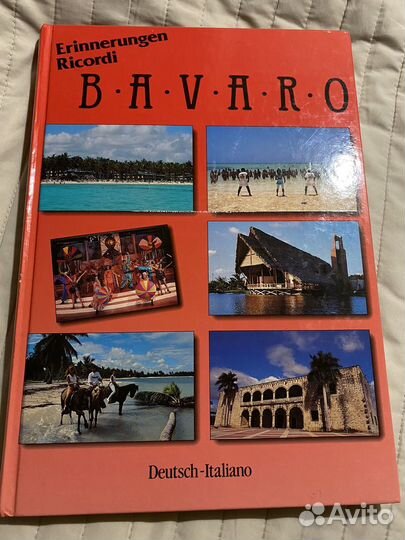 Erinnerungen
Ricordi
B·A·V·A·R·O
Deutsch-Italiano
Avito